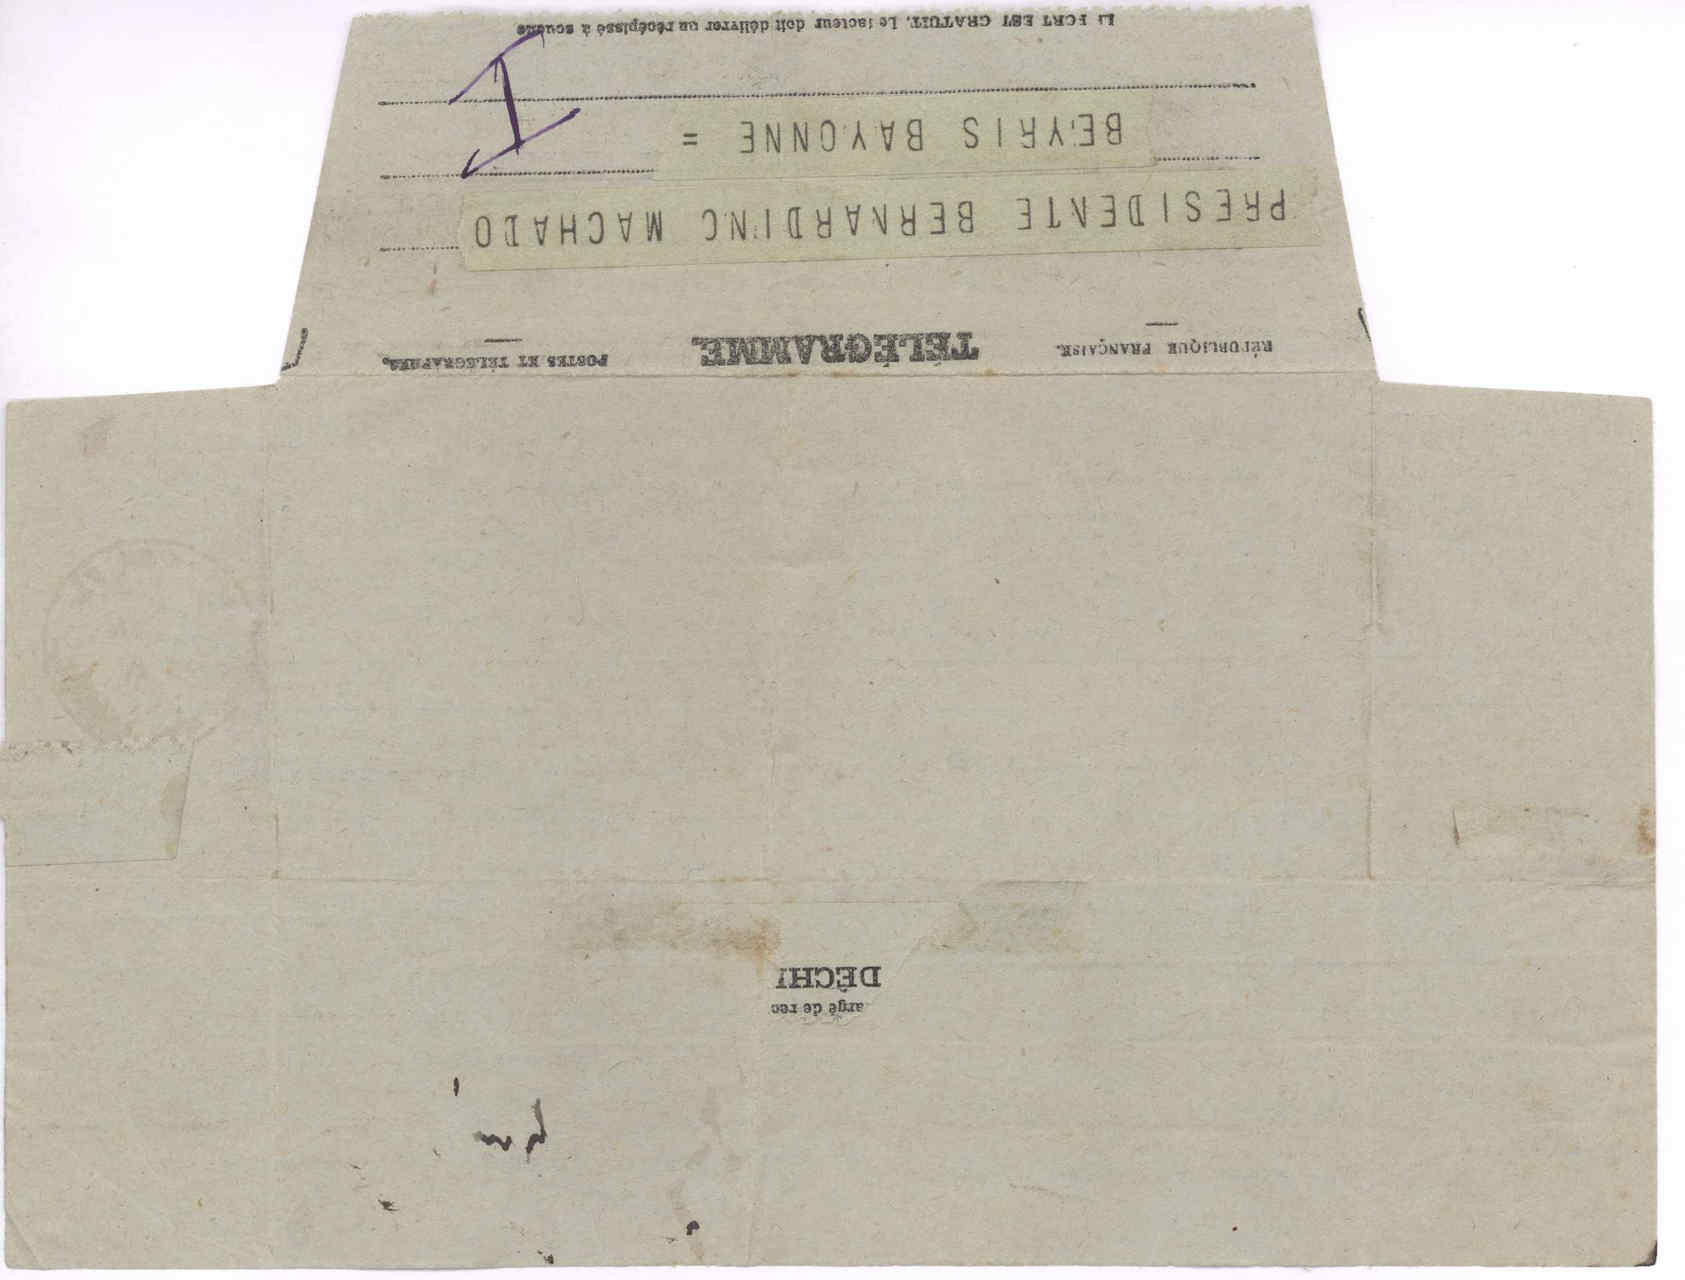 RÉPUBLIQUE FRANÇAISE. TÉLÉGRAMME. POSTES ET TÉLÉGRAPHES.
PRESIDENTE BERNARDINC MACHADO
BEYRIS BAYONNE =
I
LE PORT EST GRATUIT. Le facteur doit délivrer un récépissé à souche
argé de rec
DÉCHI